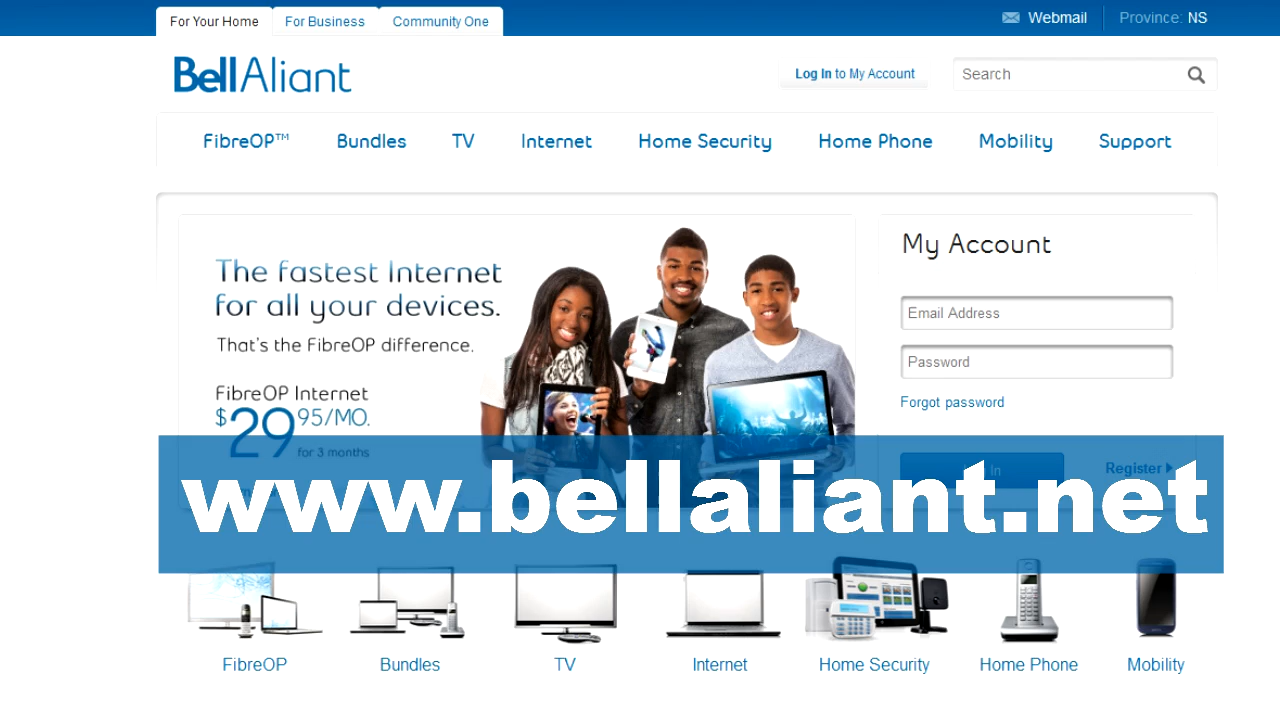 For Your Home For Business Community One Webmail Province: NS
BellAliant Log In to My Account Search
FibreOP™ Bundles TV Internet Home Security Home Phone Mobility Support
My Account
The fastest Internet
for all your devices.
That's the FibreOP difference.
FibreOP Internet
$29 95/MO.
for 3 months
Email Address
Password
Forgot password
Register
www.bellaliant.net
FibreOP Bundles TV Internet Home Security Home Phone Mobility